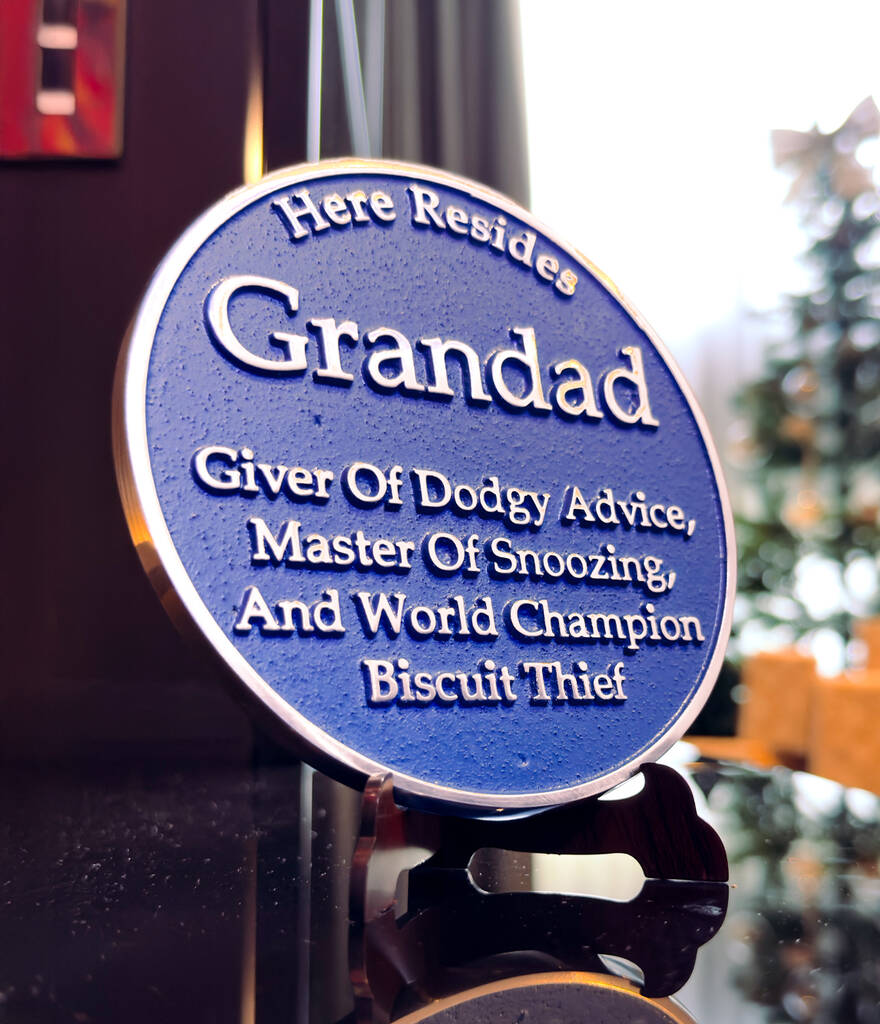 Here Resides
Grandad
Giver Of Dodgy Advice,
Master Of Snoozing,
And World Champion
Biscuit Thief